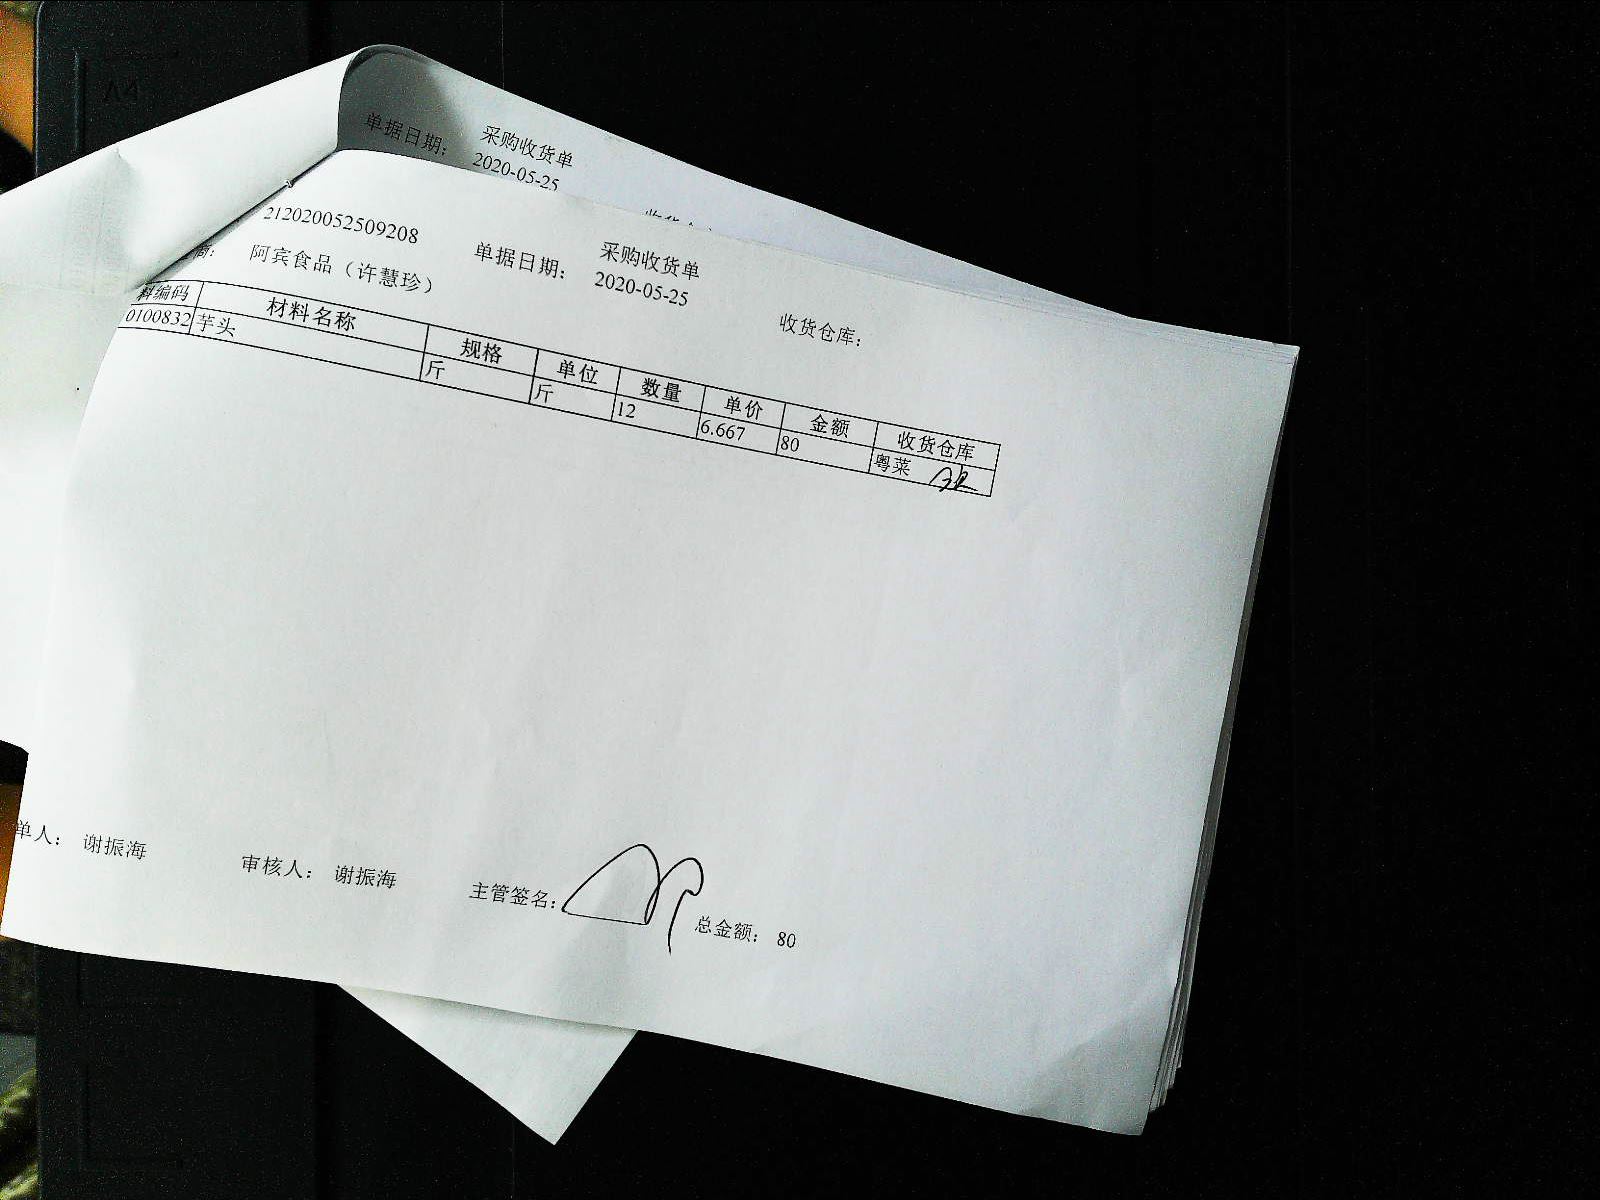 单据日期： 采购收货单
2020-05-25
212020052509208
采购收货单
商： 阿宾食品（许慧珍） 单据日期： 2020-05-25 收货仓库：
料编码 材料名称 规格 单位 数量 单价 金额 收货仓库
0100832 芋头 斤 斤 12 6.667 80 粤菜
单人： 谢振海 审核人： 谢振海 主管签名： 总金额： 80